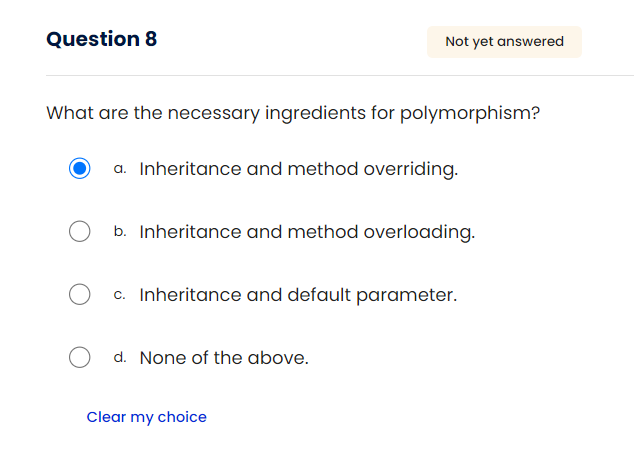 Question 8
Not yet answered
What are the necessary ingredients for polymorphism?
a. Inheritance and method overriding.
b. Inheritance and method overloading.
c. Inheritance and default parameter.
d. None of the above.
Clear my choice